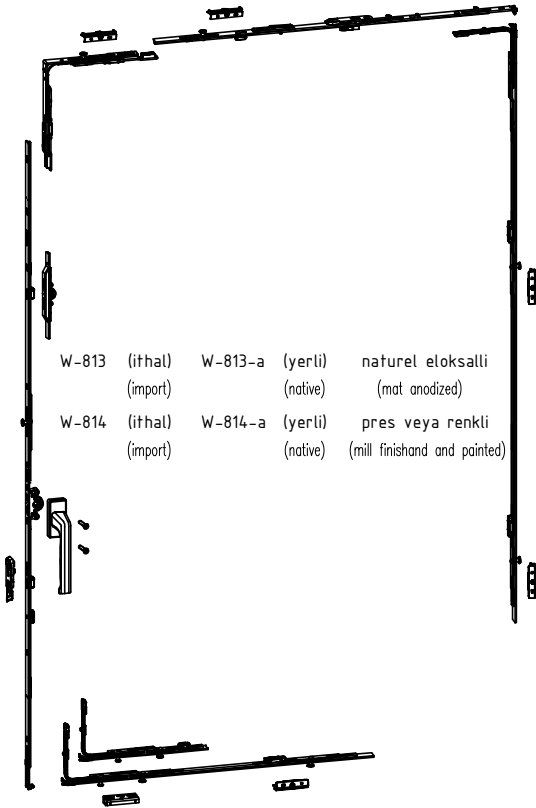 W-813 (ithal) W-813-a (yerli) naturel eloksalli
(import) (native) (mat anodized)
W-814 (ithal) W-814-a (yerli) pres veya renkli
(import) (native) (mill finishand and painted)